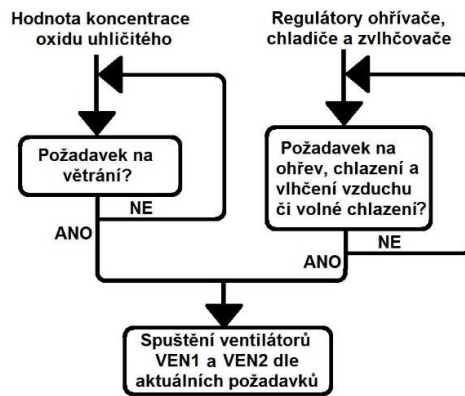 Hodnota koncentrace
oxidu uhličitého
Regulátory ohřívače,
chladiče a zvlhčovače
Požadavek na
větrání?
NE
ANO
Požadavek na
ohřev, chlazení a
vlhčení vzduchu
či volné chlazení?
NE
ANO
Spuštění ventilátorů
VEN1 a VEN2 dle
aktuálních požadavků